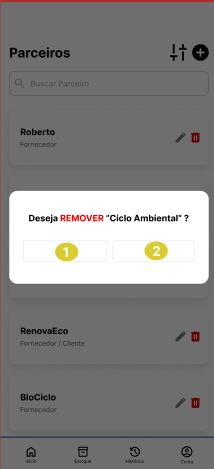 Parceiros
Buscar Parceiro
Roberto
Fornecedor
Deseja REMOVER "Ciclo Ambiental" ?
1
2
RenovaEco
Fornecedor / Cliente
BioCiclo
Fornecedor
Início
Estoque
Histórico
Conta